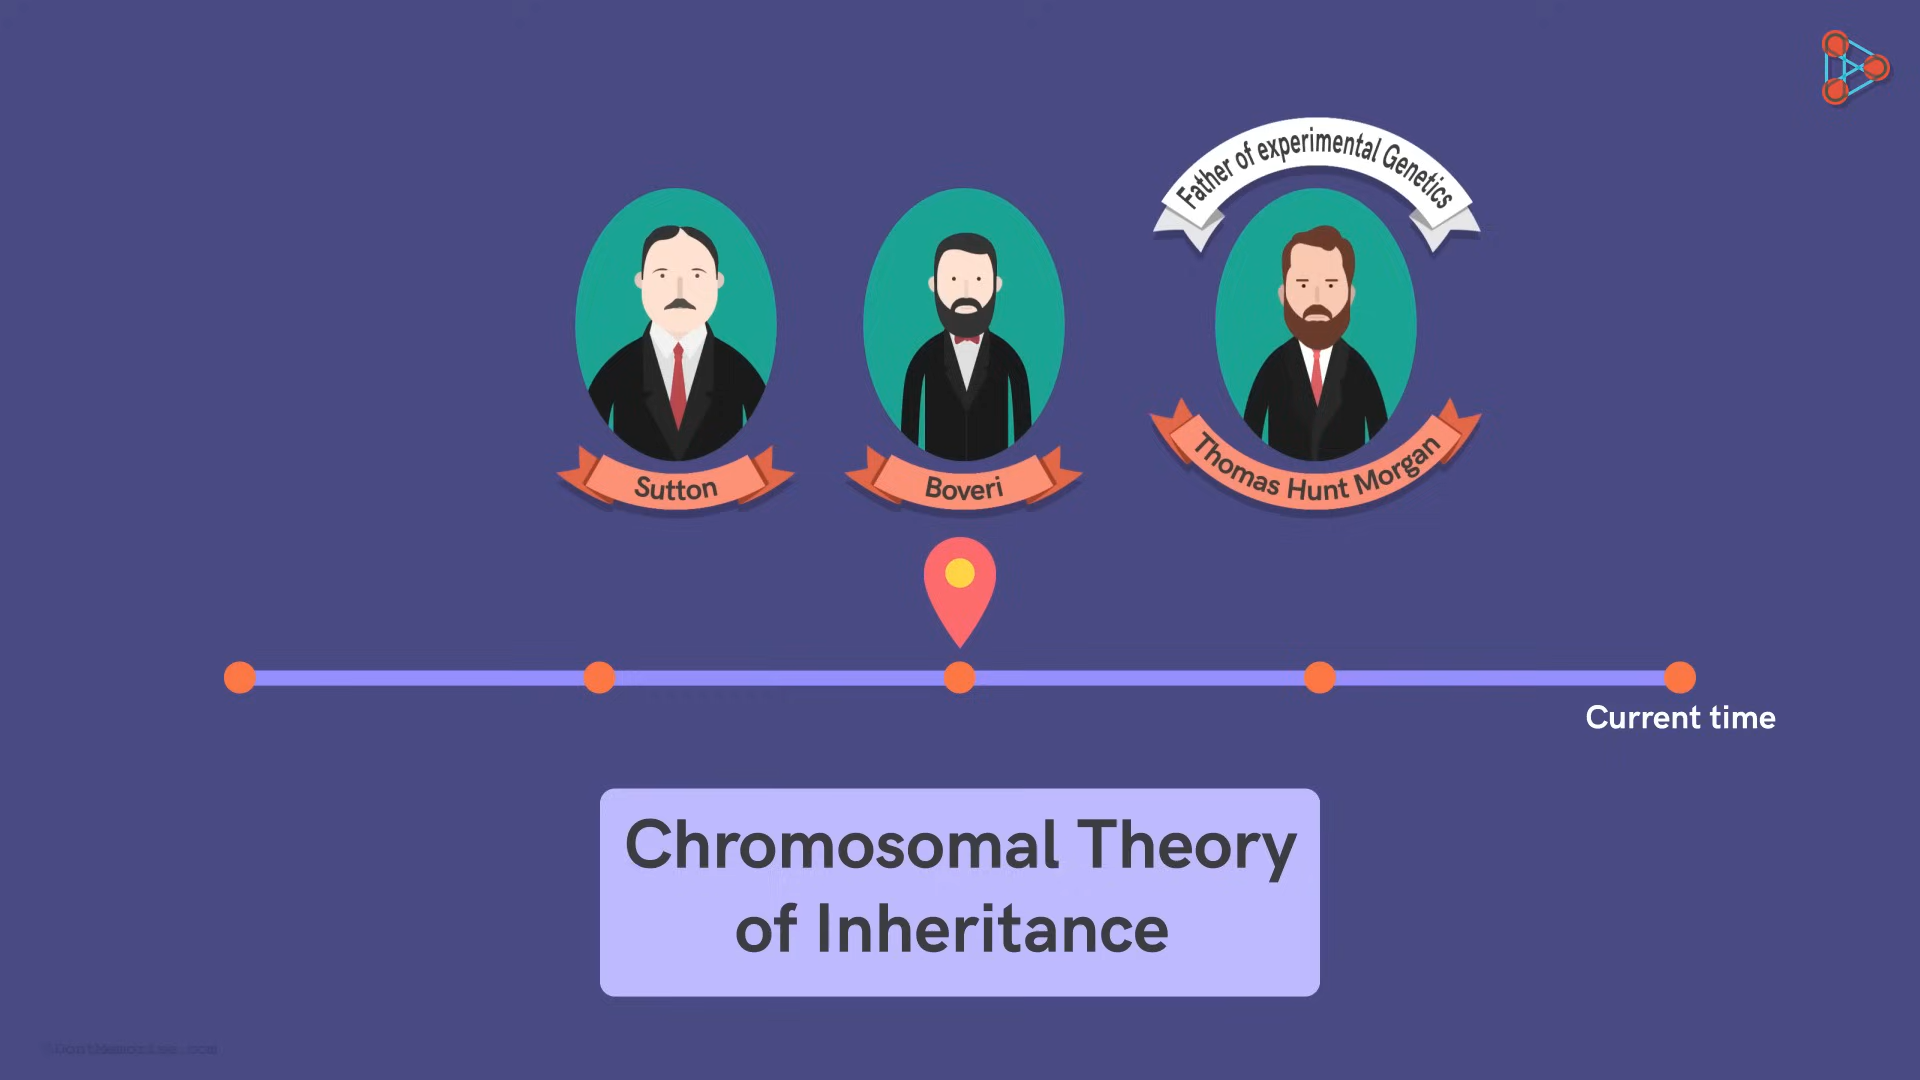 Father of experimental Genetics
Sutton
Boveri
Thomas Hunt Morgan
Current time
Chromosomal Theory
of Inheritance